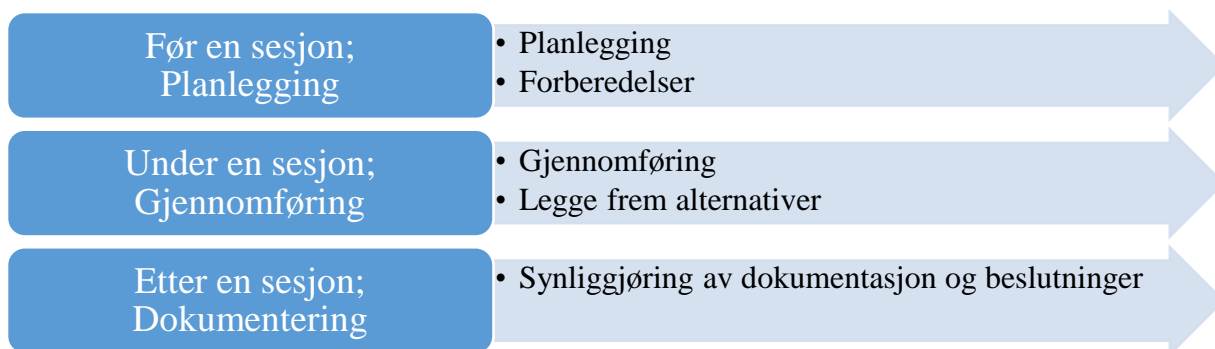 Før en sesjon;
Planlegging
• Planlegging
• Forberedelser
Under en sesjon;
Gjennomføring
• Gjennomføring
• Legge frem alternativer
Etter en sesjon;
Dokumentering
• Synliggjøring av dokumentasjon og beslutninger